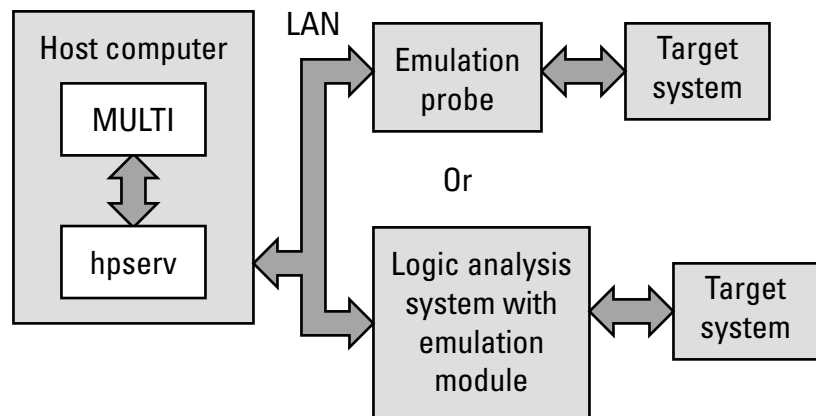 Host computer
MULTI
hpserv
LAN
Emulation
probe
Target
system
Or
Logic analysis
system with
emulation
module
Target
system